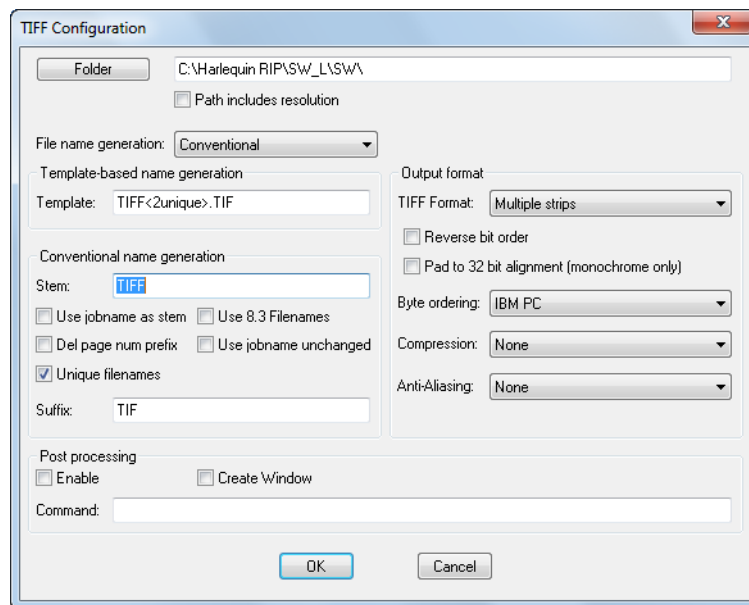 TIFF Configuration
Folder C:\Harlequin RIP\SW_L\SW\
Path includes resolution
File name generation: Conventional
Template-based name generation
Template: TIFF<2unique>.TIF
Conventional name generation
Stem: TIFF
Use jobname as stem Use 8.3 Filenames
Del page num prefix Use jobname unchanged
Unique filenames
Suffix: TIF
Output format
TIFF Format: Multiple strips
Reverse bit order
Pad to 32 bit alignment (monochrome only)
Byte ordering: IBM PC
Compression: None
Anti-Aliasing: None
Post processing
Enable Create Window
Command:
OK Cancel